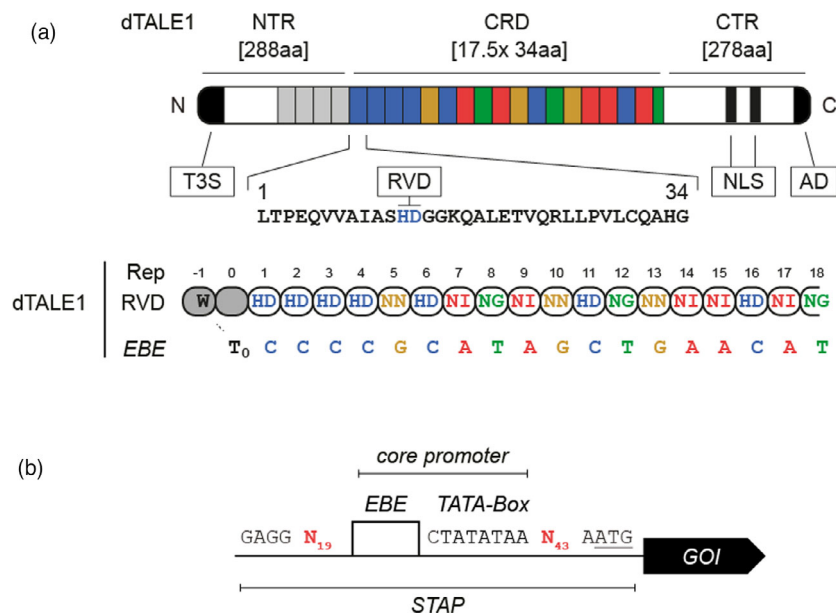 (a)
dTALE1 NTR CRD CTR
[288aa] [17.5x 34aa] [278aa]
N C
T3S 1 RVD 34 NLS AD
LTPEQVVAIASHDGGKQALETVQRLLPVLCQAHG
Rep -1 0 1 2 3 4 5 6 7 8 9 10 11 12 13 14 15 16 17 18
dTALE1 RVD W HD HD HD HD NN HD NI NG NI NN HD NG NN NI NI HD NI NG
EBE T0 C C C C G C A T A G C T G A A C A T
(b)
core promoter
EBE TATA-Box
GAGG N19 CTATATAA N43 AATG
GOI
STAP